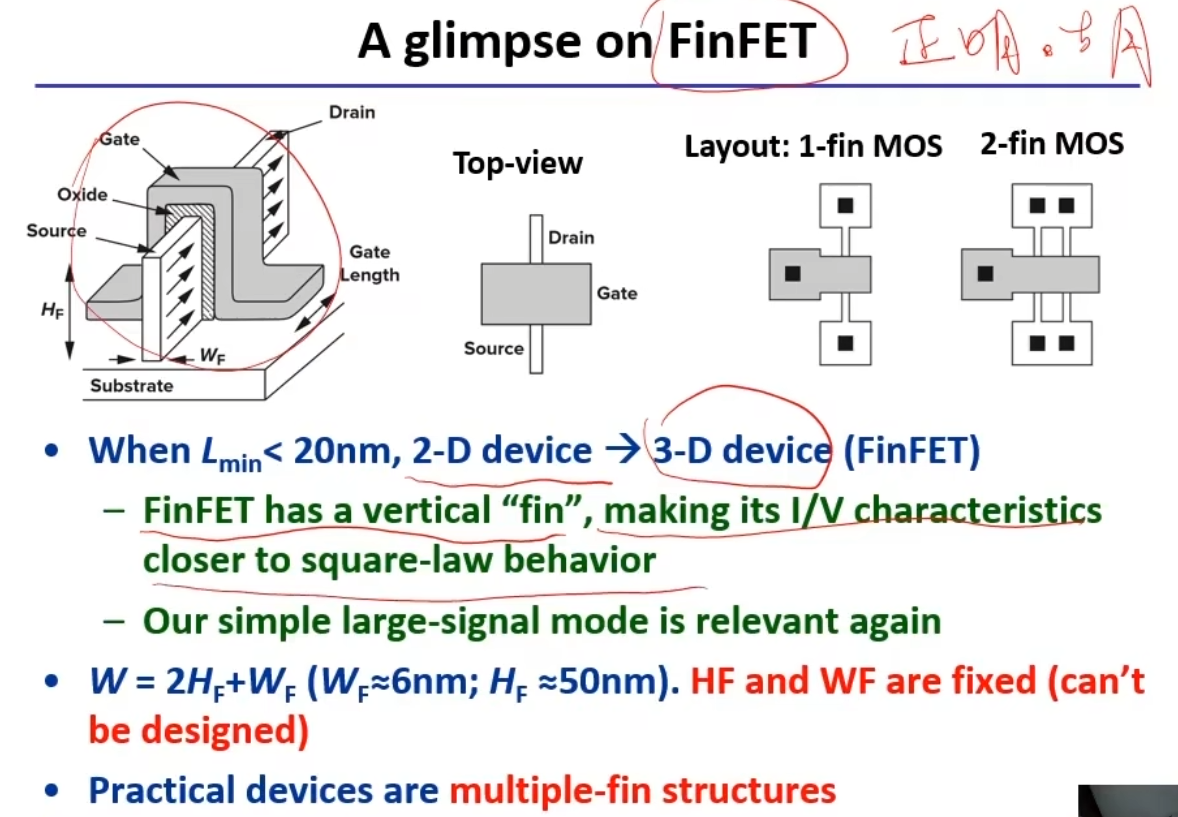 A glimpse on FinFET
Drain
Gate
Oxide
Source
Gate
Length
H_F
W_F
Substrate
Top-view
Drain
Gate
Source
Layout: 1-fin MOS 2-fin MOS
• When L_min< 20nm, 2-D device → 3-D device (FinFET)
– FinFET has a vertical “fin”, making its I/V characteristics
closer to square-law behavior
– Our simple large-signal mode is relevant again
• W = 2H_F+W_F (W_F≈6nm; H_F ≈50nm). HF and WF are fixed (can’t
be designed)
• Practical devices are multiple-fin structures